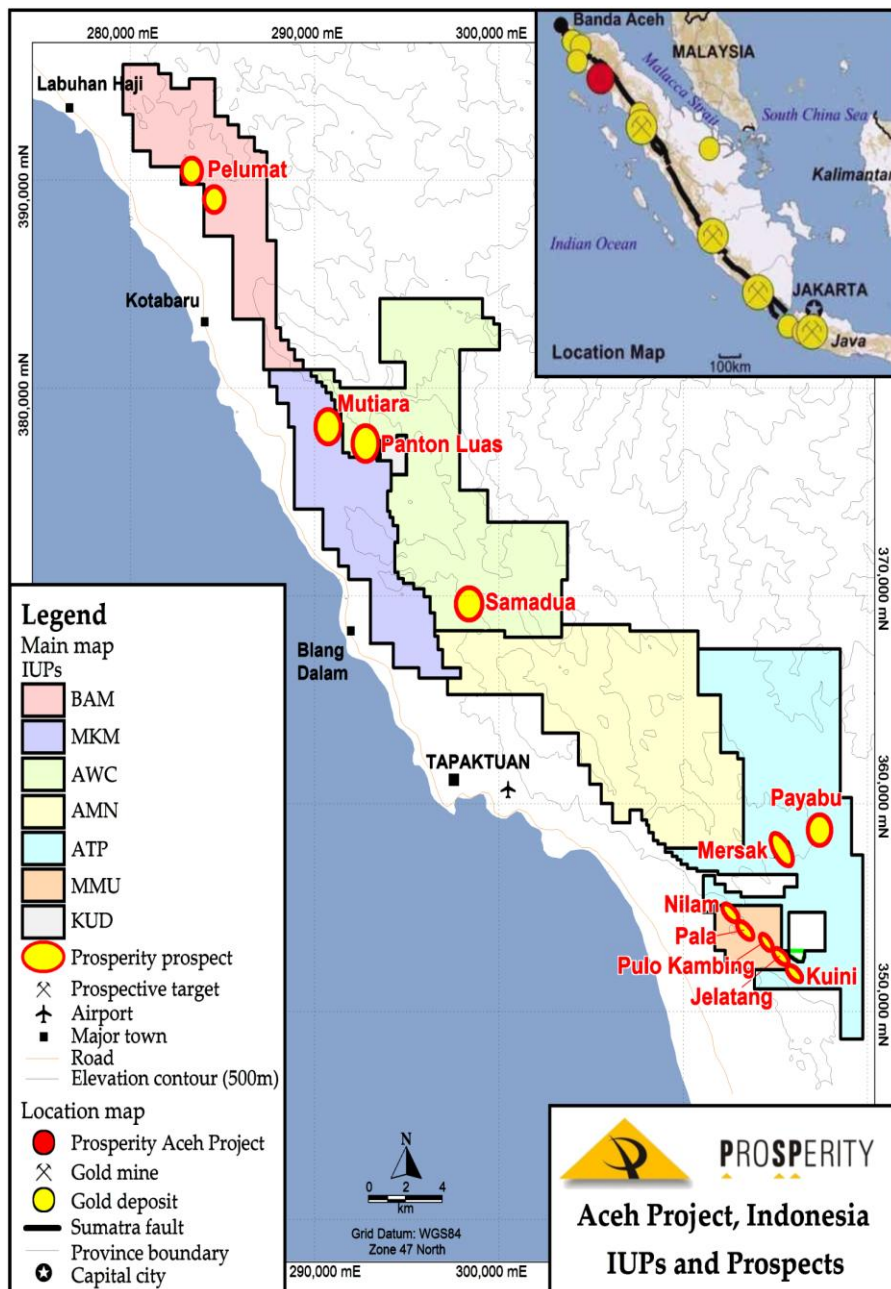 280,000 mE
290,000 mE
300,000 mE
Labuhan Haji
Pelumat
390,000 mN
390,000 mN
Kotabaru
380,000 mN
380,000 mN
Mutiara
Panton Luas
370,000 mN
Samadua
Blang
Dalam
TAPAKTUAN
360,000 mN
Payabu
Mersak
Nilam
Pala
Pulo Kambing
Jelatang
Kuini
350,000 mN
Banda Aceh
MALAYSIA
Malacca Strait
South China Sea
Kalimantan
Indian Ocean
JAKARTA
Java
Location Map
100km
Legend
Main map
IUPs
BAM
MKM
AWC
AMN
ATP
MMU
KUD
Prosperity prospect
Prospective target
Airport
Major town
Road
Elevation contour (500m)
Location map
Prosperity Aceh Project
Gold mine
Gold deposit
Sumatra fault
Province boundary
Capital city
N
0 2 4
km
Grid Datum: WGS84
Zone 47 North
290,000 mE
300,000 mE
PROSPERITY
Aceh Project, Indonesia
IUPs and Prospects